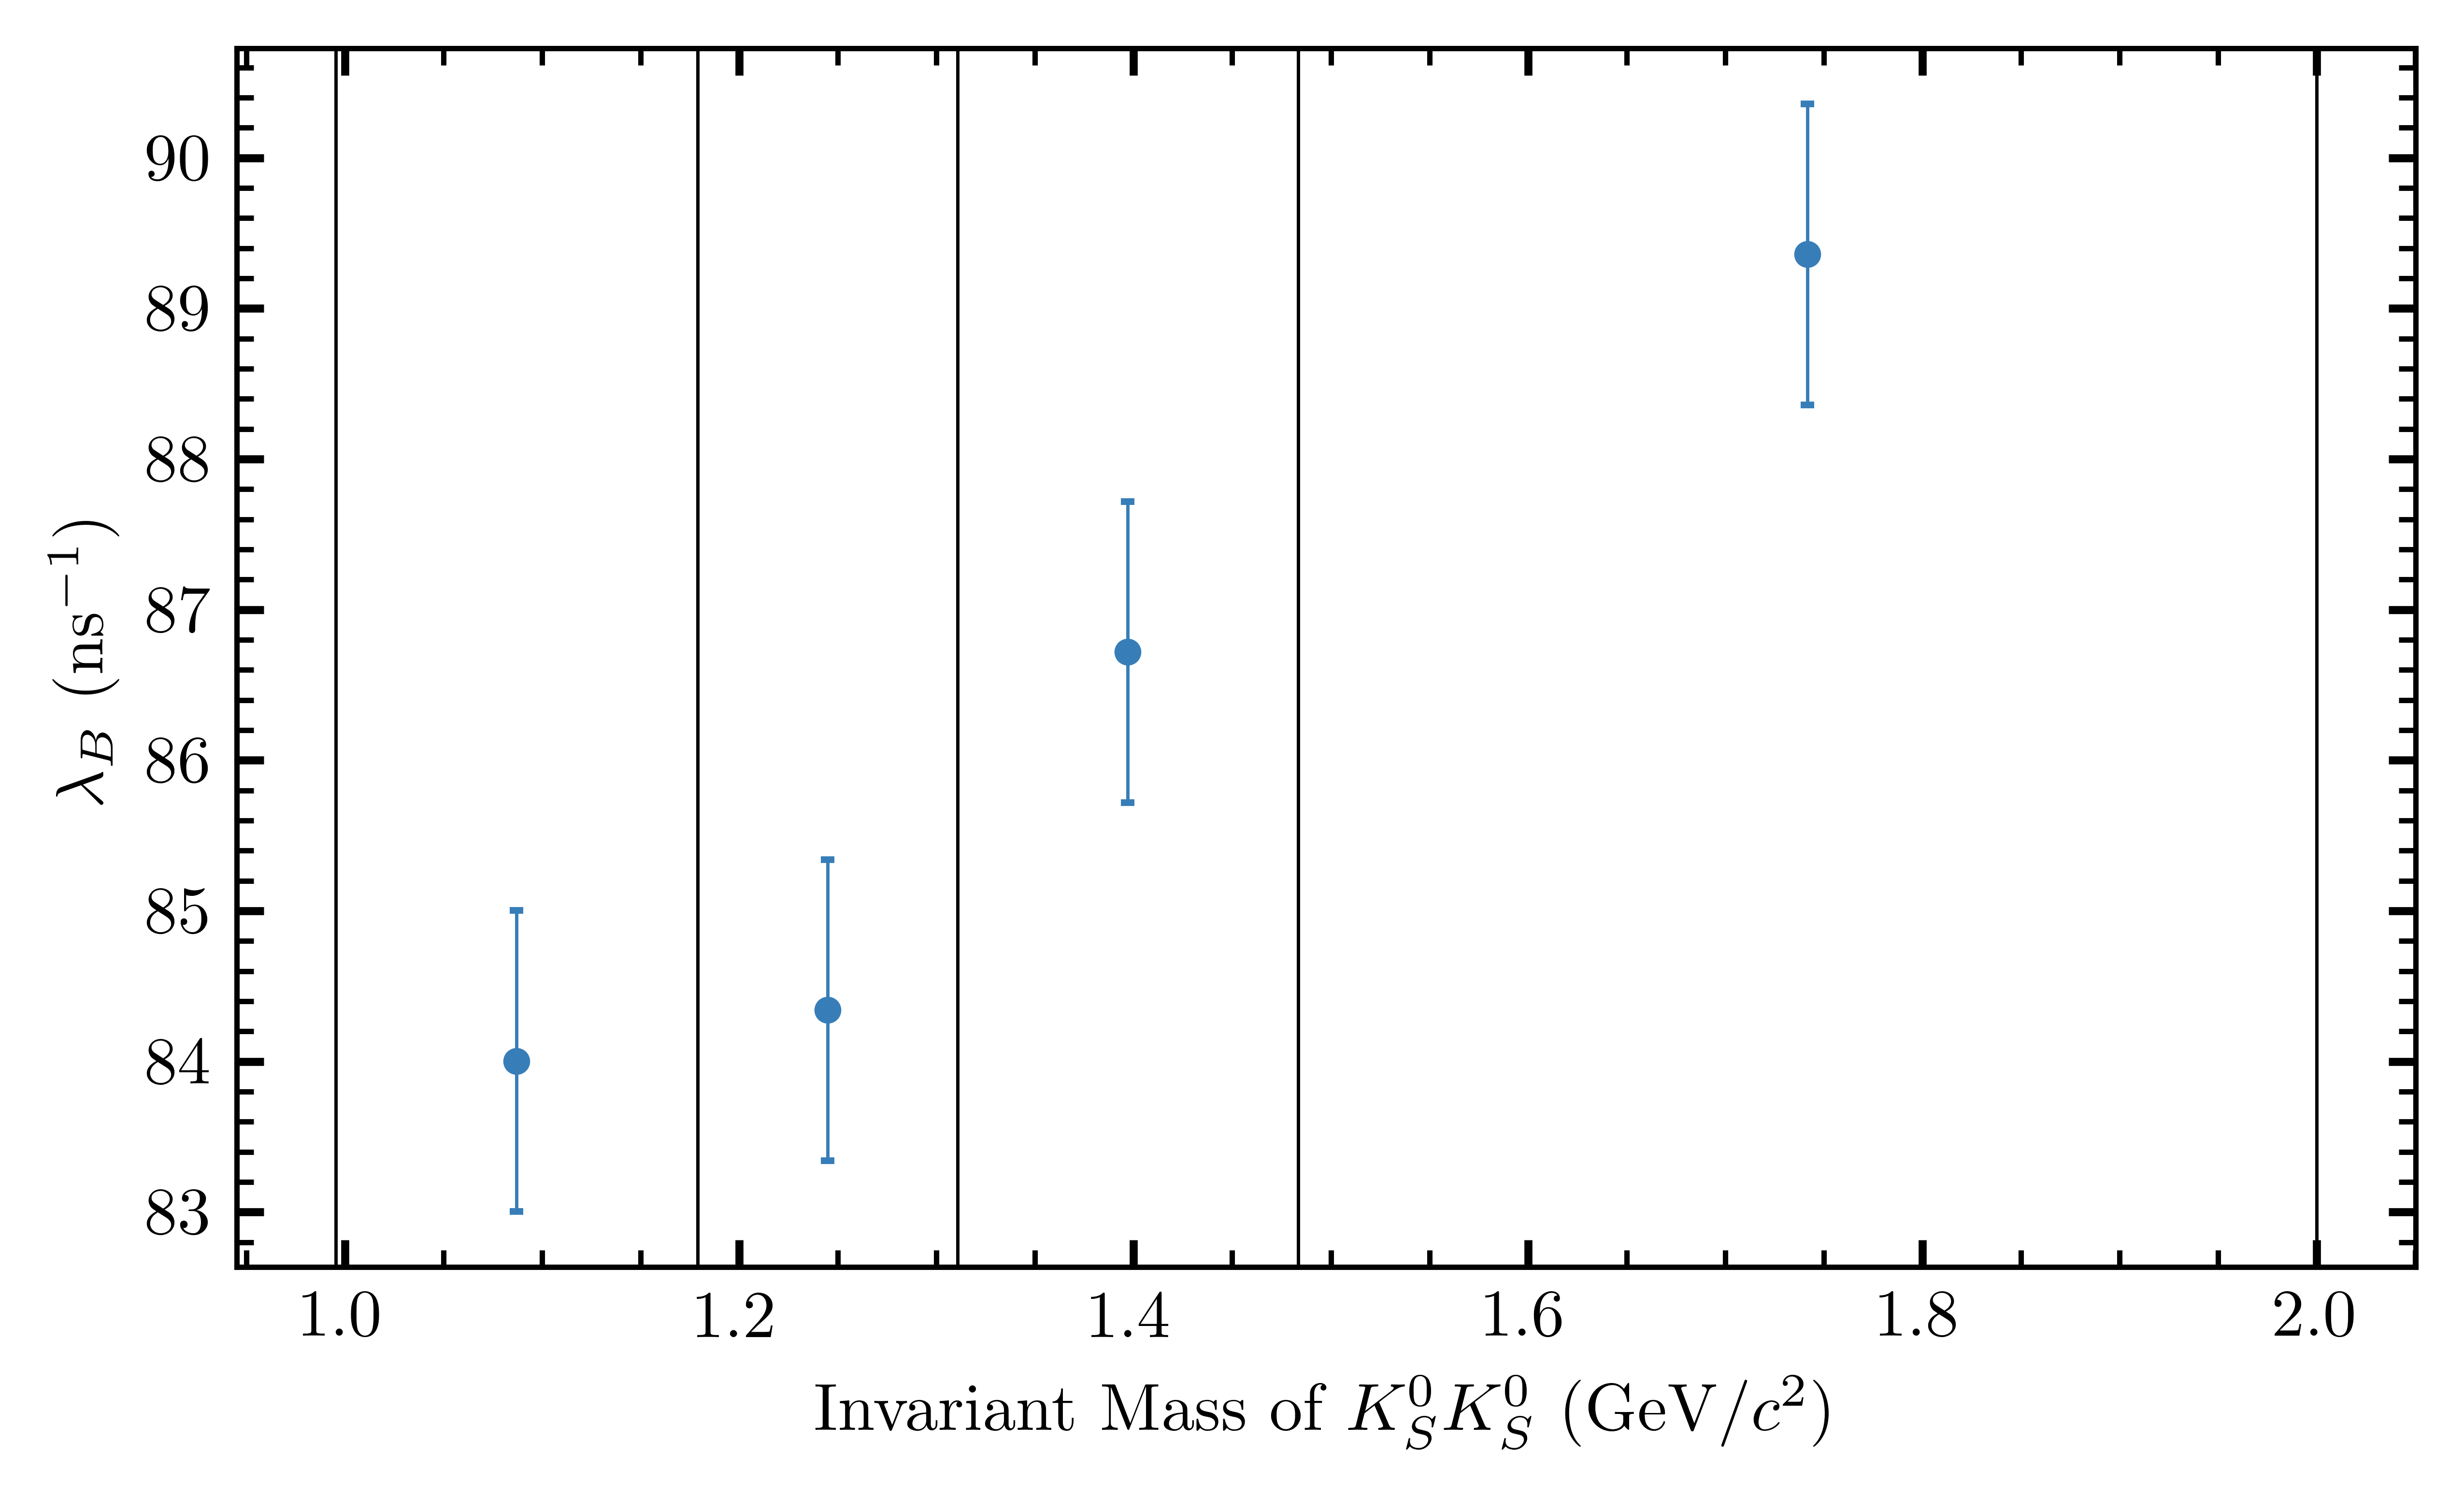 90
89
88
87
86
85
84
83
λ_B (ns⁻¹)
1.0 1.2 1.4 1.6 1.8 2.0
Invariant Mass of K_S^0 K_S^0 (GeV/c²)